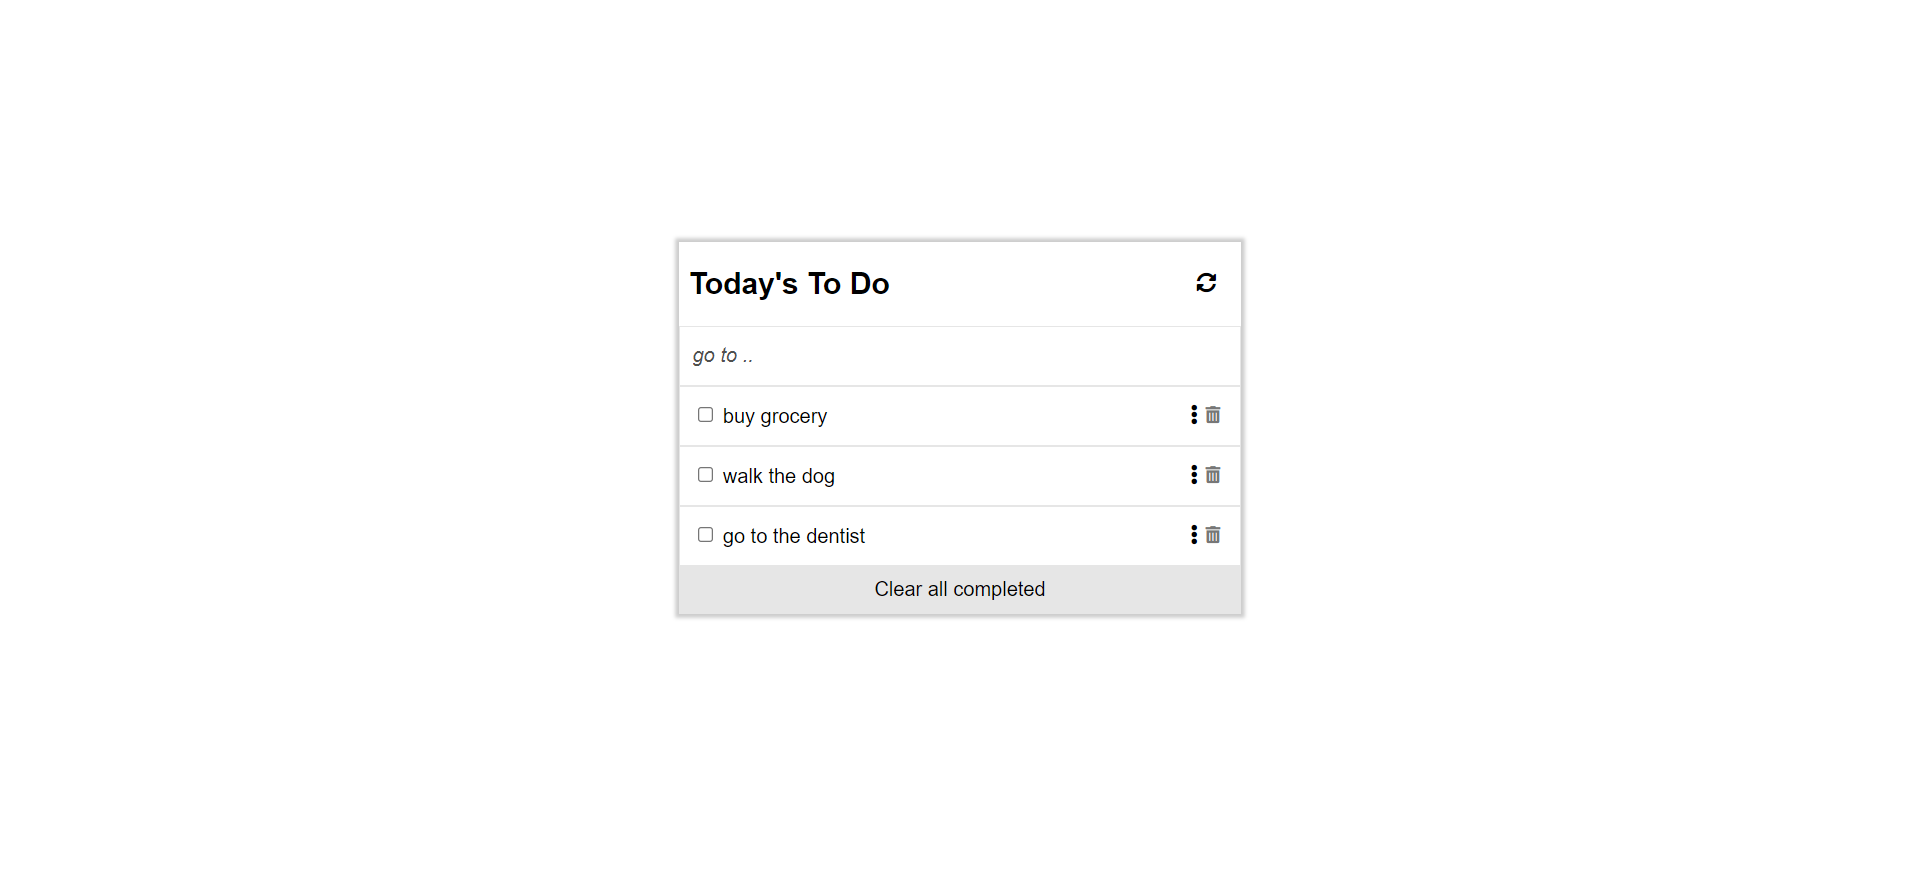 Today's To Do
go to ..
buy grocery
walk the dog
go to the dentist
Clear all completed